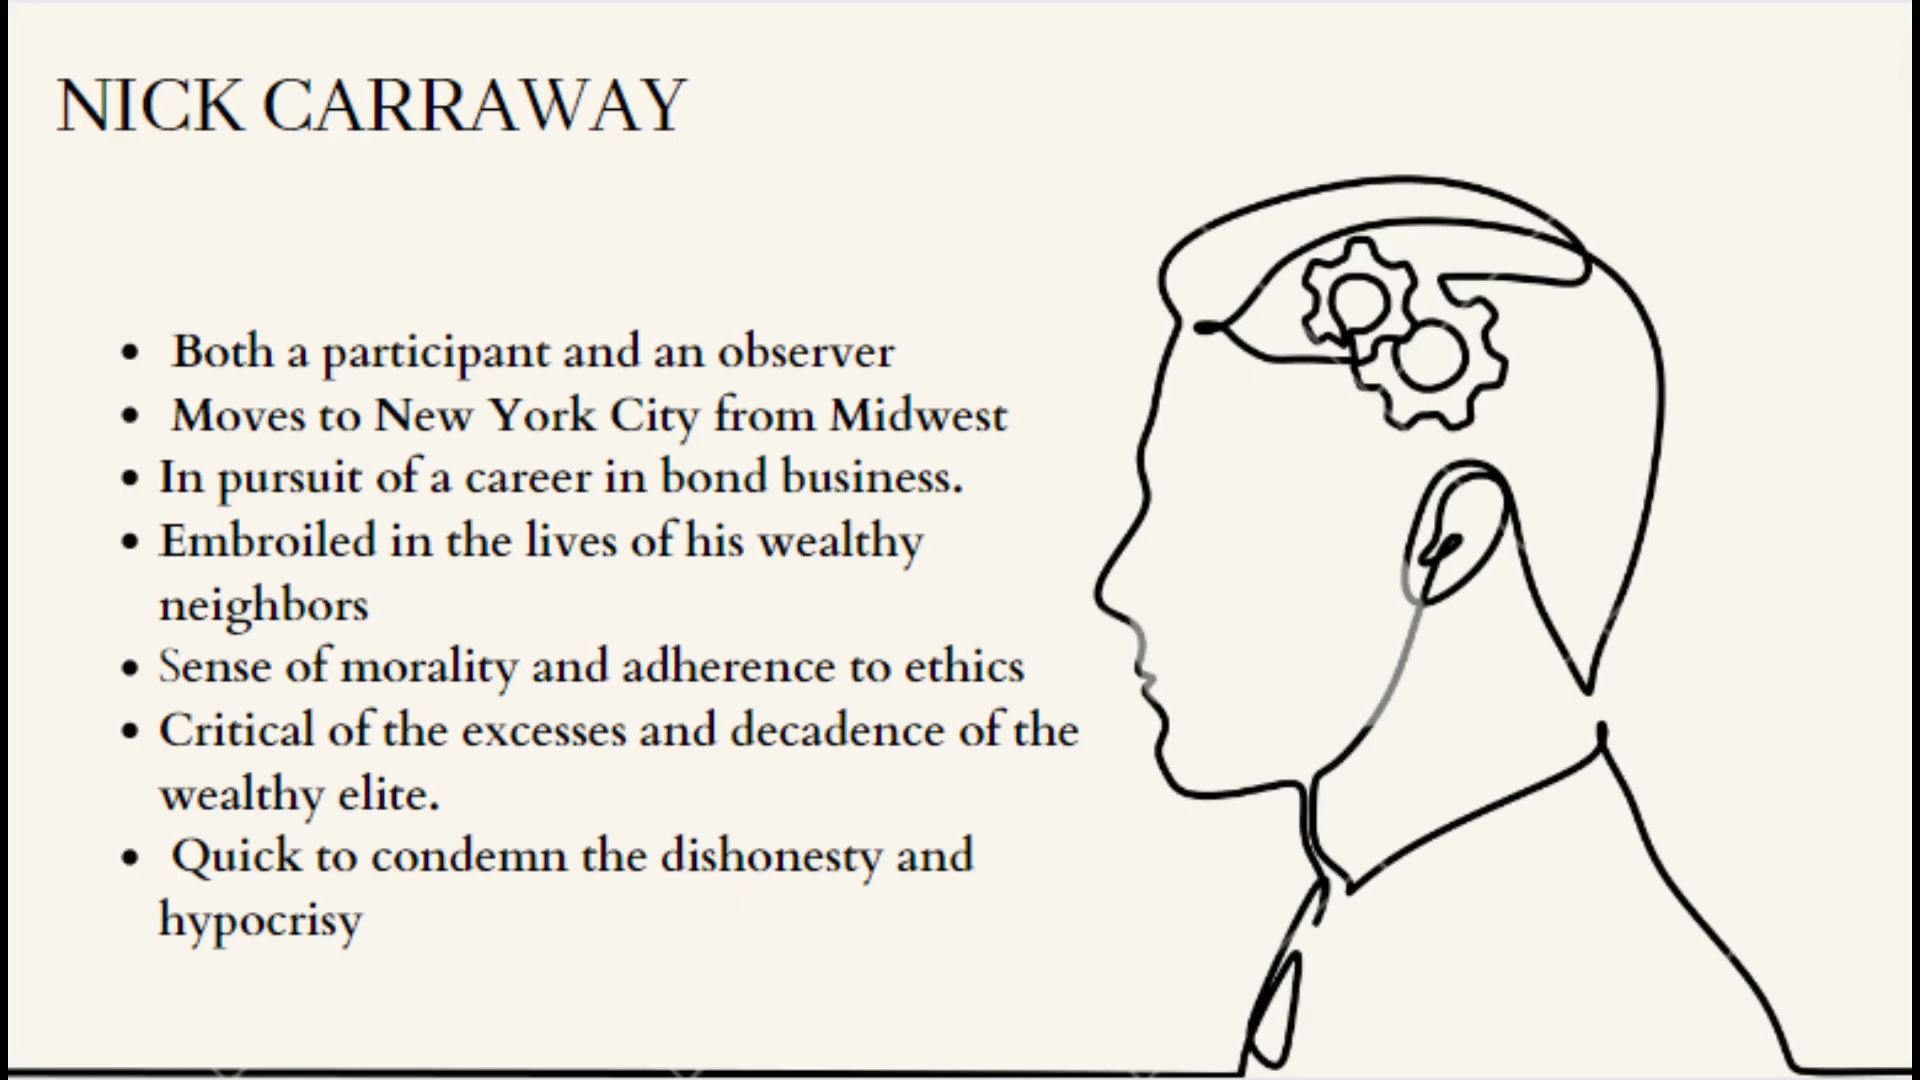 NICK CARRAWAY
• Both a participant and an observer
• Moves to New York City from Midwest
• In pursuit of a career in bond business.
• Embroiled in the lives of his wealthy
neighbors
• Sense of morality and adherence to ethics
• Critical of the excesses and decadence of the
wealthy elite.
• Quick to condemn the dishonesty and
hypocrisy